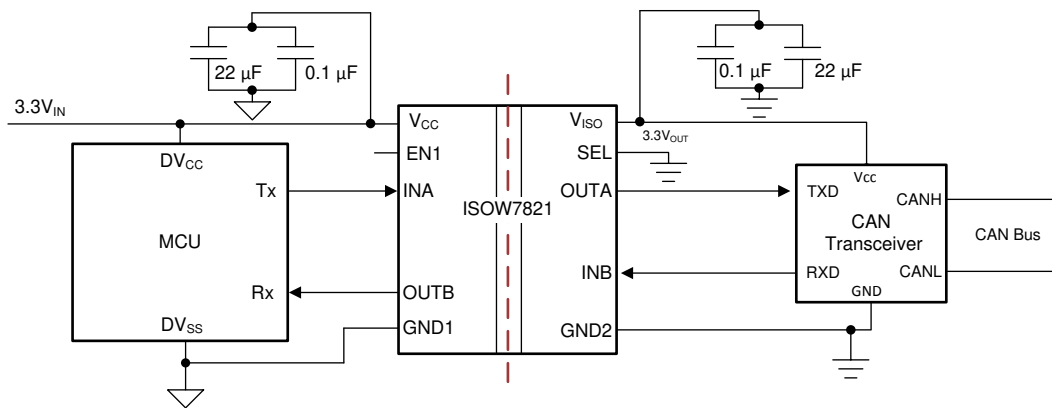 22 µF
0.1 µF
0.1 µF
22 µF
3.3V_IN
V_CC
V_ISO
3.3V_OUT
DV_CC
EN1
SEL
Vcc
Tx
INA
ISOW7821
OUTA
TXD
CANH
MCU
CAN
Transceiver
CAN Bus
Rx
OUTB
INB
RXD
CANL
GND
DV_SS
GND1
GND2